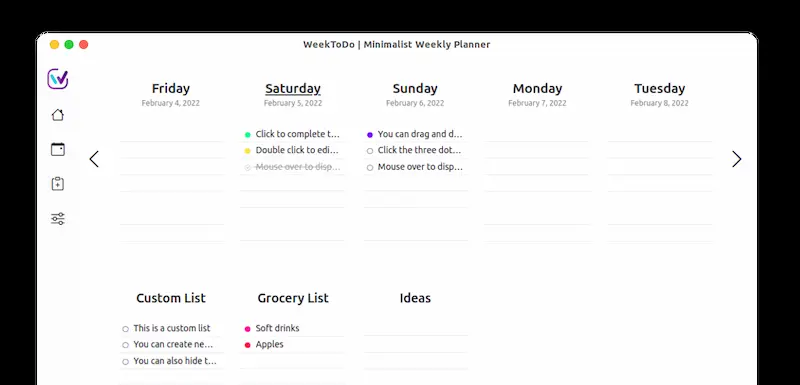 WeekToDo | Minimalist Weekly Planner
Friday
February 4, 2022
Saturday
February 5, 2022
Sunday
February 6, 2022
Monday
February 7, 2022
Tuesday
February 8, 2022
Click to complete t...
Double click to edi...
Mouse over to disp...
You can drag and d...
Click the three dot...
Mouse over to disp...
Custom List
This is a custom list
You can create ne...
You can also hide t...
Grocery List
Soft drinks
Apples
Ideas